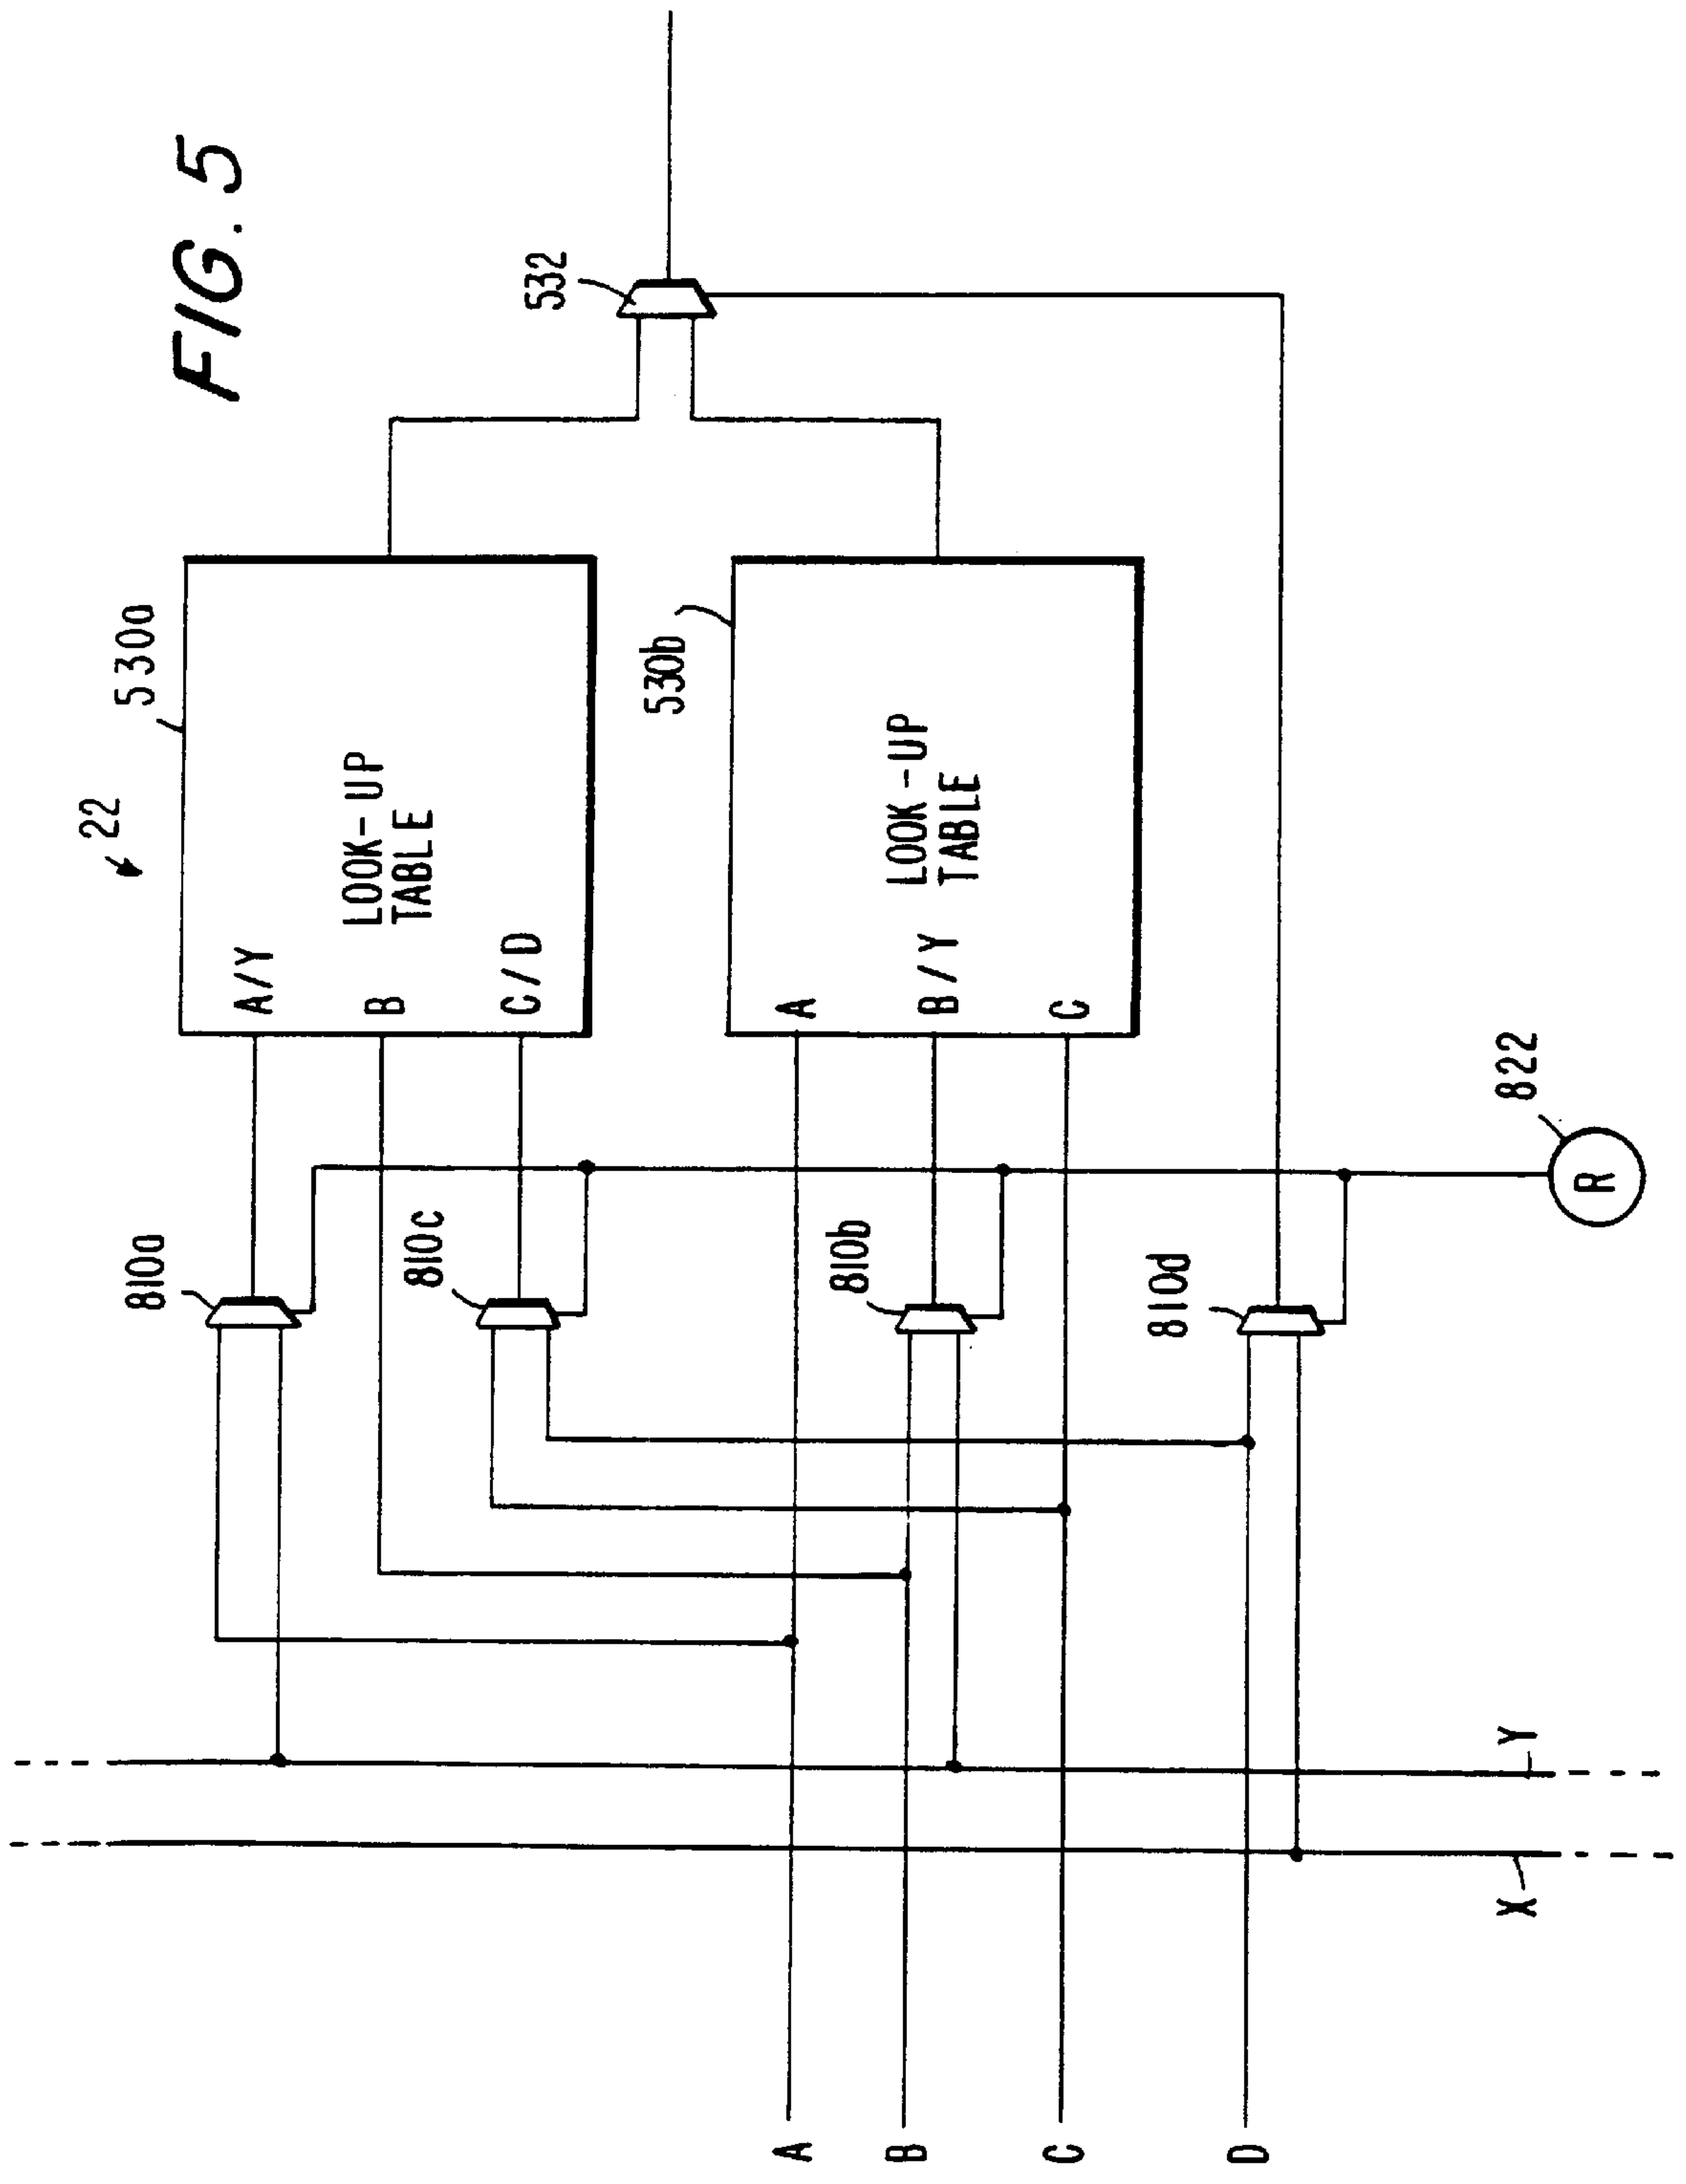 FIG. 5
22
530a
A/Y
B
C/D
LOOK-UP
TABLE
532
530b
A
B/Y
C
LOOK-UP
TABLE
810a
810c
810b
810d
822
R
Y
X
A
B
C
D